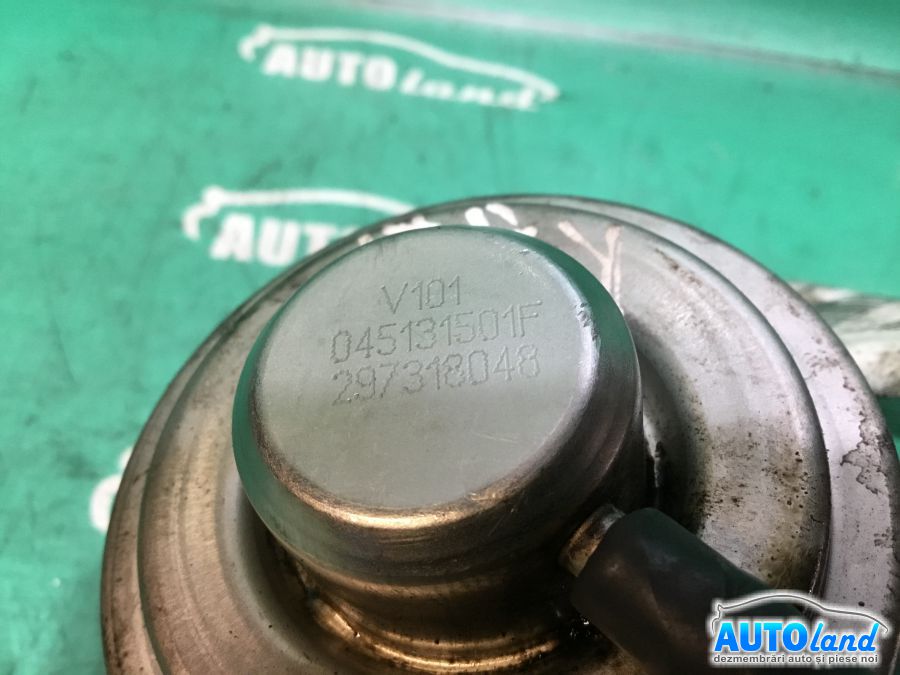 AUTOland
AUTO
V101
045131501F
297318048
AUTOland
dezmembrări auto și piese noi